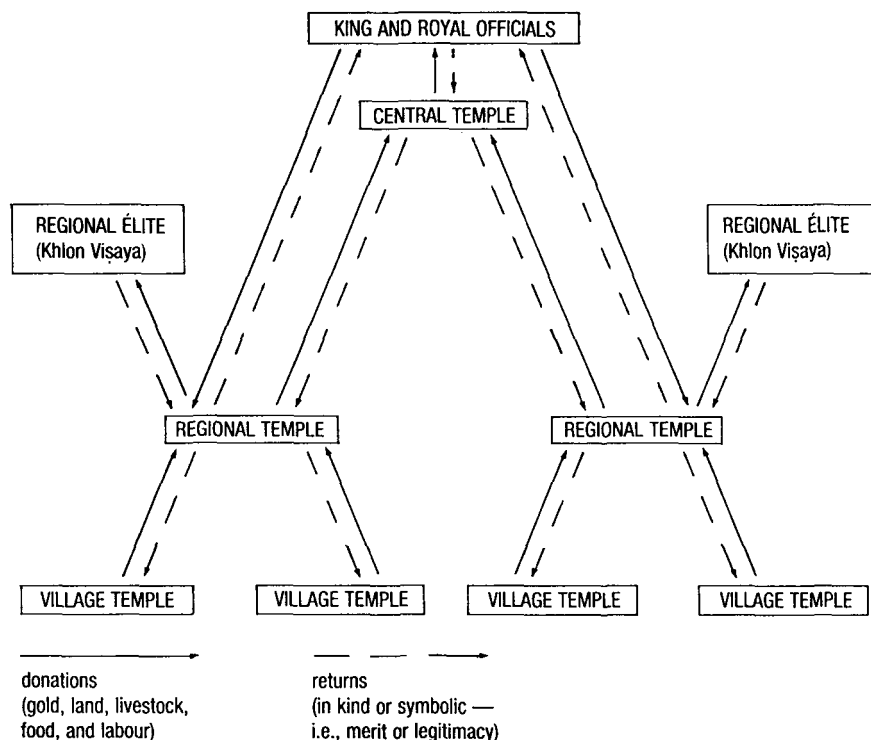 KING AND ROYAL OFFICIALS
CENTRAL TEMPLE
REGIONAL ÉLITE
(Khlon Viṣaya)
REGIONAL ÉLITE
(Khlon Viṣaya)
REGIONAL TEMPLE
REGIONAL TEMPLE
VILLAGE TEMPLE
VILLAGE TEMPLE
VILLAGE TEMPLE
VILLAGE TEMPLE
donations
(gold, land, livestock,
food, and labour)
returns
(in kind or symbolic —
i.e., merit or legitimacy)